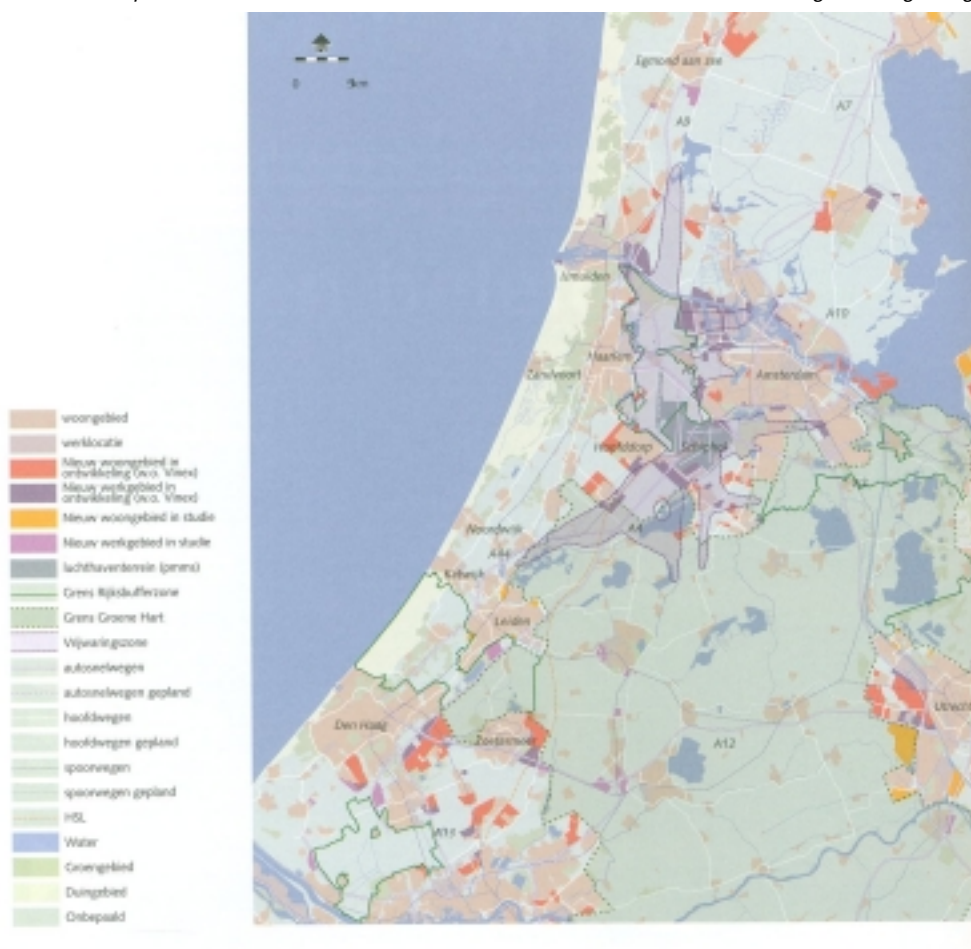 0 5km
Egmond aan zee
A7
A9
IJmuiden
A10
Haarlem
Zandvoort
Amsterdam
Hoofddorp
Schiphol
A4
Noordwijk
A44
Katwijk
Leiden
Den Haag
Zoetermeer
Utrecht
A12
A13
woongebied
werklocatie
Nieuw woongebied in
ontwikkeling (w.o. Vinex)
Nieuw werkgebied in
ontwikkeling (w.o. Vinex)
Nieuw woongebied in studie
Nieuw werkgebied in studie
luchthaventerrein (pmms)
Grens Rijksbufferzone
Grens Groene Hart
Vrijwaringszone
autosnelwegen
autosnelwegen gepland
hoofdwegen
hoofdwegen gepland
spoorwegen
spoorwegen gepland
HSL
Water
Groengebied
Duingebied
Onbepaald